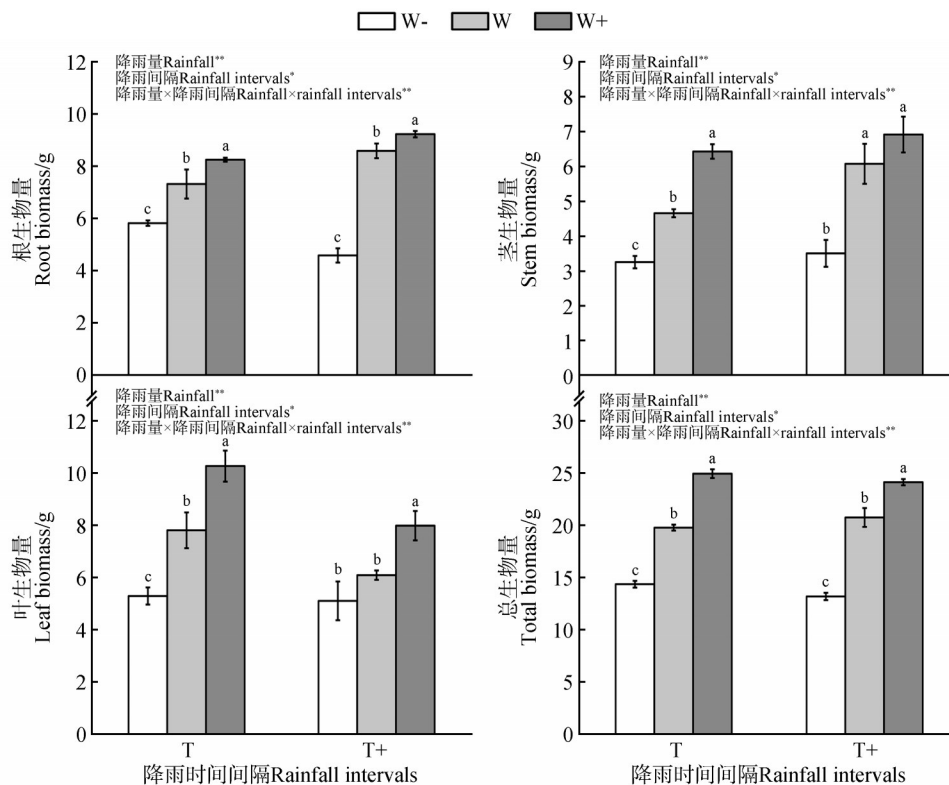 W- W W+
降雨量Rainfall**
降雨间隔Rainfall intervals*
降雨量×降雨间隔Rainfall×rainfall intervals**
12
10
8
6
4
2
0
根生物量
Root biomass/g
c
b
a
c
b
a
降雨量Rainfall**
降雨间隔Rainfall intervals*
降雨量×降雨间隔Rainfall×rainfall intervals**
9
8
7
6
5
4
3
2
1
0
茎生物量
Stem biomass/g
c
b
a
b
a
a
降雨量Rainfall**
降雨间隔Rainfall intervals*
降雨量×降雨间隔Rainfall×rainfall intervals**
12
10
8
6
4
2
0
叶生物量
Leaf biomass/g
c
b
a
b
b
a
T T+
降雨时间间隔Rainfall intervals
降雨量Rainfall**
降雨间隔Rainfall intervals*
降雨量×降雨间隔Rainfall×rainfall intervals**
30
25
20
15
10
5
0
总生物量
Total biomass/g
c
b
a
c
b
a
T T+
降雨时间间隔Rainfall intervals